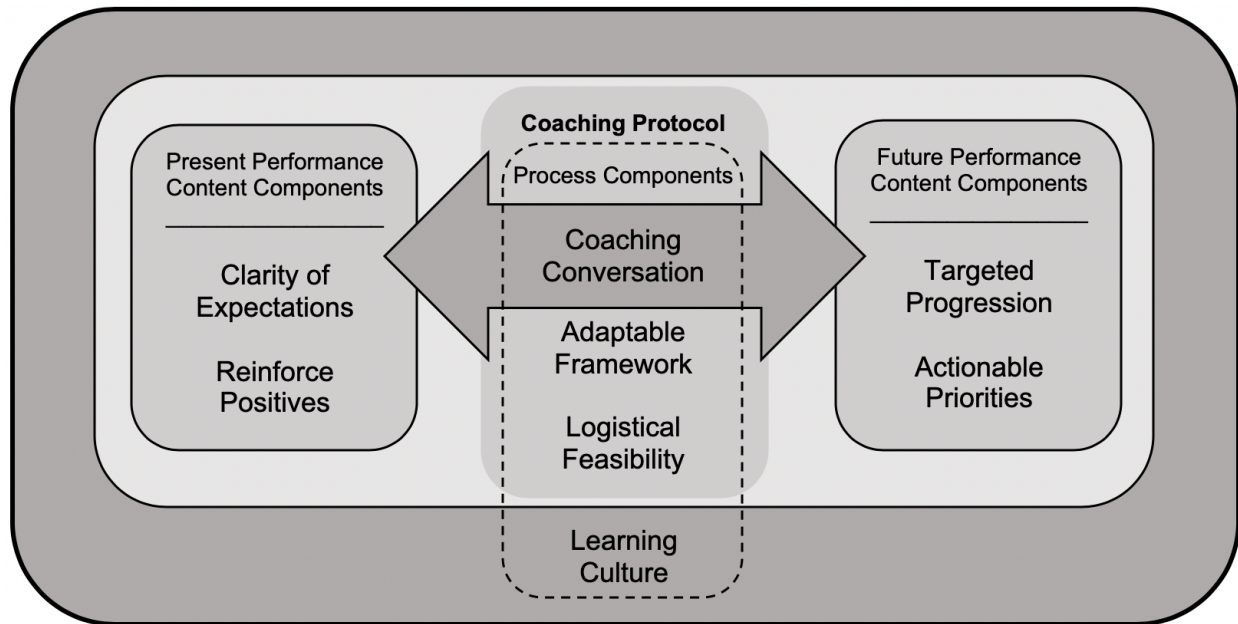 Coaching Protocol
Present Performance
Content Components
Clarity of
Expectations
Reinforce
Positives
Process Components
Coaching
Conversation
Adaptable
Framework
Logistical
Feasibility
Learning
Culture
Future Performance
Content Components
Targeted
Progression
Actionable
Priorities